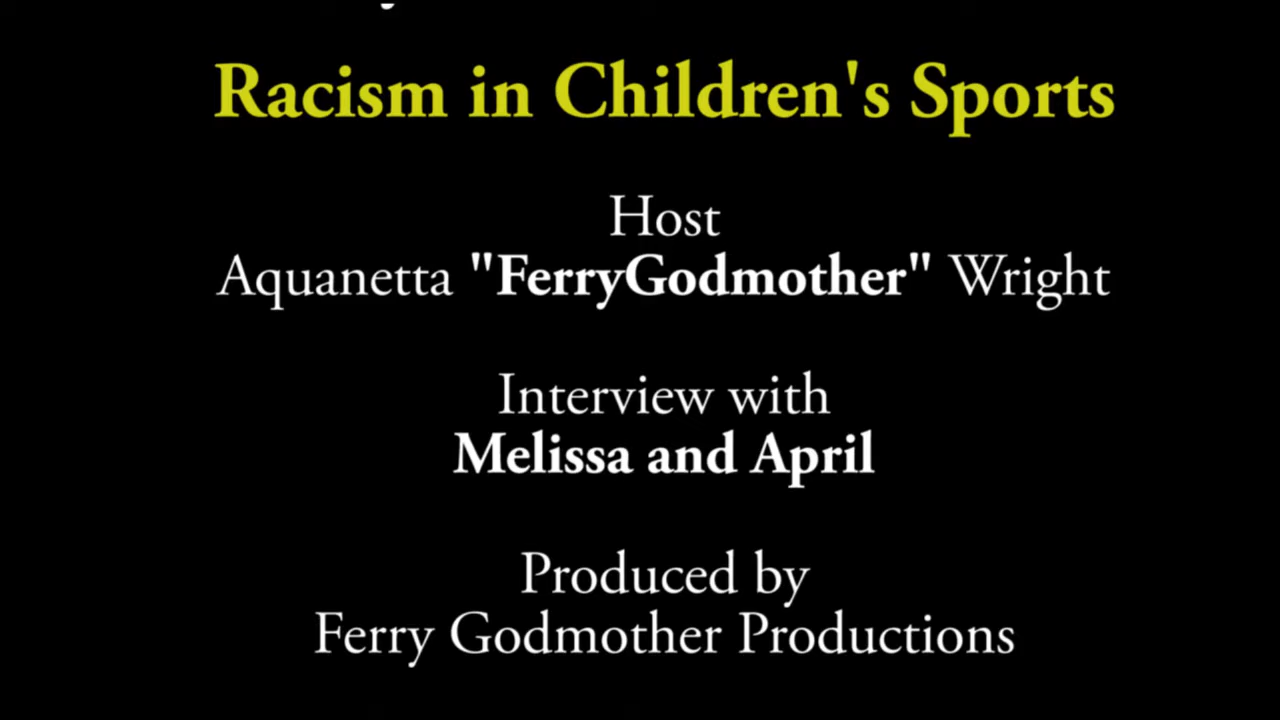 Racism in Children's Sports
Host
Aquanetta "FerryGodmother" Wright
Interview with
Melissa and April
Produced by
Ferry Godmother Productions